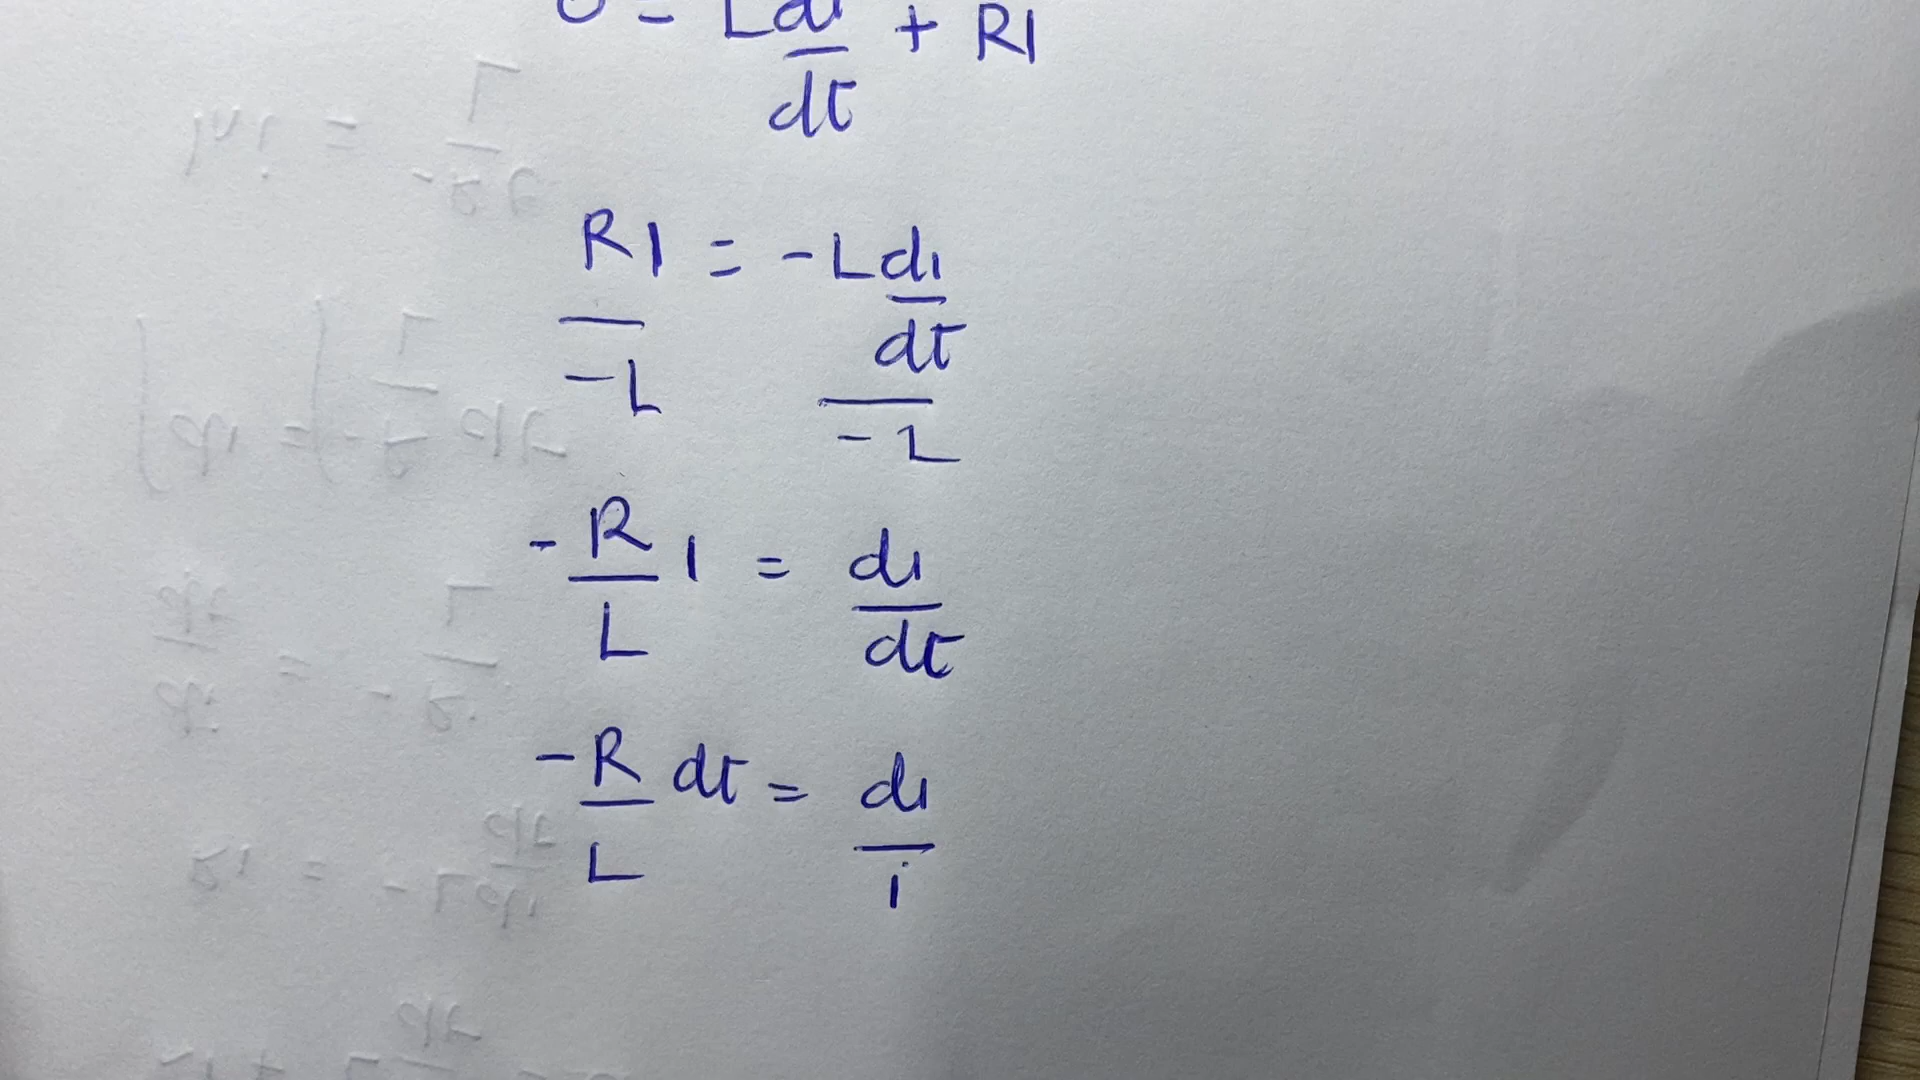 0 = L di/dt + Ri
Ri/-L = -L di/dt/-L
-R/L i = di/dt
-R/L dt = di/i